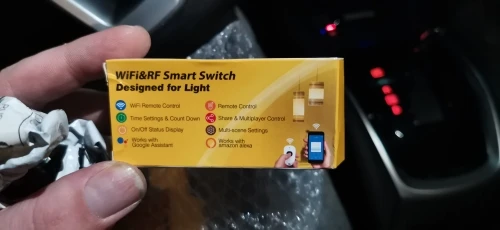 WiFi&RF Smart Switch
Designed for Light
WiFi Remote Control
Time Settings & Count Down
On/Off Status Display
Works with
Google Assistant
Remote Control
Share & Multiplayer Control
Multi-scene Settings
Works with
amazon alexa